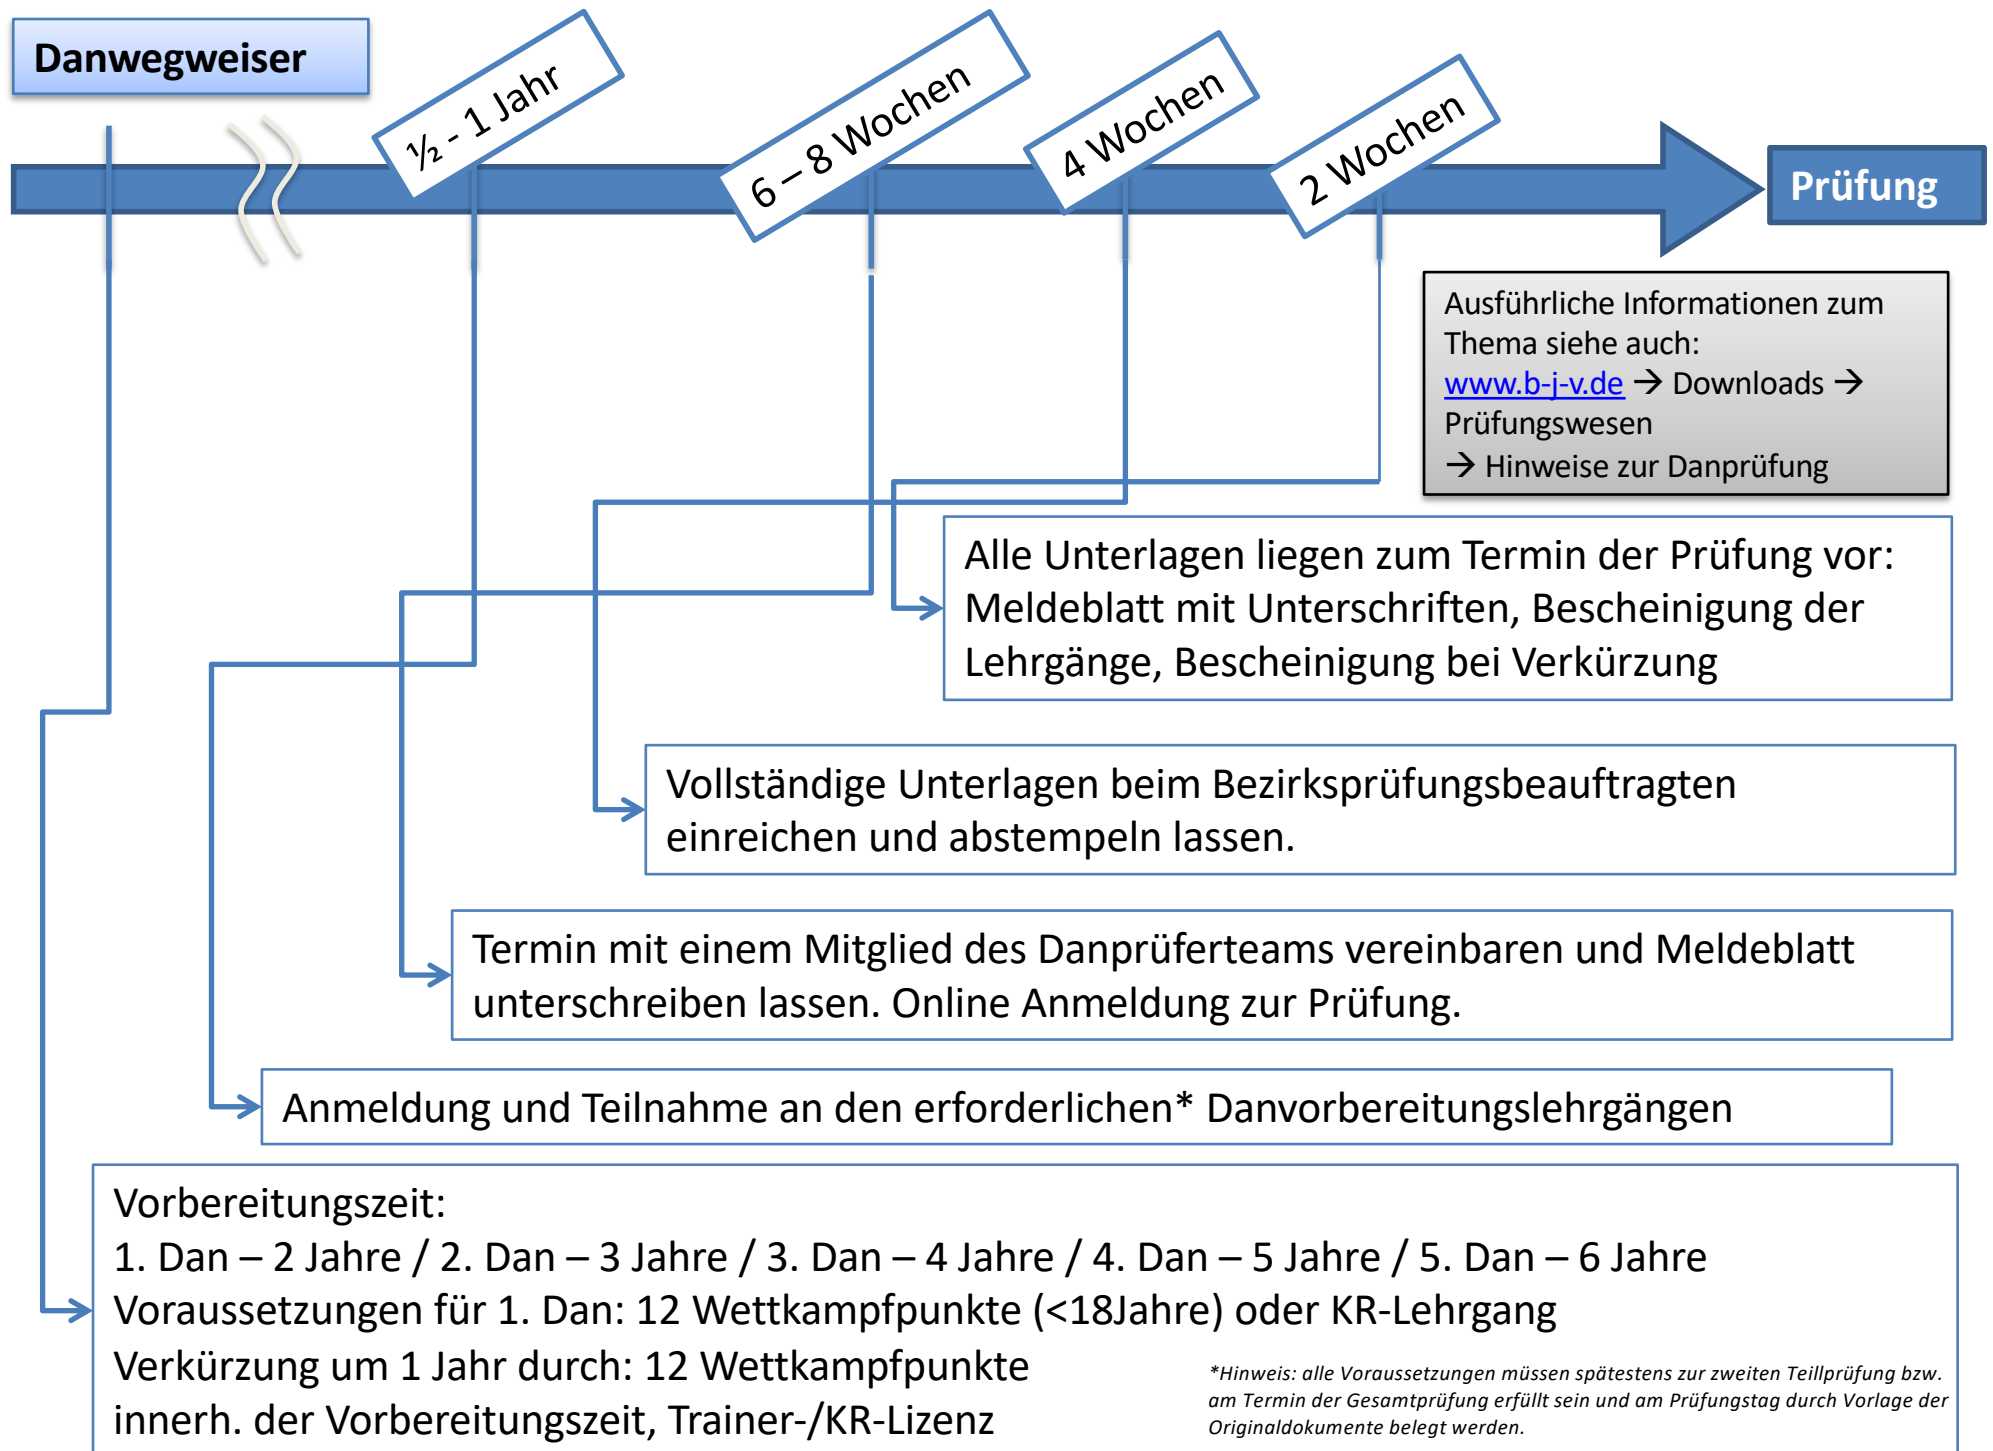 Danwegweiser
½ - 1 Jahr
6 – 8 Wochen
4 Wochen
2 Wochen
Prüfung
Ausführliche Informationen zum
Thema siehe auch:
www.b-j-v.de → Downloads →
Prüfungswesen
→ Hinweise zur Danprüfung
Alle Unterlagen liegen zum Termin der Prüfung vor:
Meldeblatt mit Unterschriften, Bescheinigung der
Lehrgänge, Bescheinigung bei Verkürzung
Vollständige Unterlagen beim Bezirksprüfungsbeauftragten
einreichen und abstempeln lassen.
Termin mit einem Mitglied des Danprüferteams vereinbaren und Meldeblatt
unterschreiben lassen. Online Anmeldung zur Prüfung.
Anmeldung und Teilnahme an den erforderlichen* Danvorbereitungslehrgängen
Vorbereitungszeit:
1. Dan – 2 Jahre / 2. Dan – 3 Jahre / 3. Dan – 4 Jahre / 4. Dan – 5 Jahre / 5. Dan – 6 Jahre
Voraussetzungen für 1. Dan: 12 Wettkampfpunkte (<18Jahre) oder KR-Lehrgang
Verkürzung um 1 Jahr durch: 12 Wettkampfpunkte
innerh. der Vorbereitungszeit, Trainer-/KR-Lizenz
*Hinweis: alle Voraussetzungen müssen spätestens zur zweiten Teillprüfung bzw.
am Termin der Gesamtprüfung erfüllt sein und am Prüfungstag durch Vorlage der
Originaldokumente belegt werden.